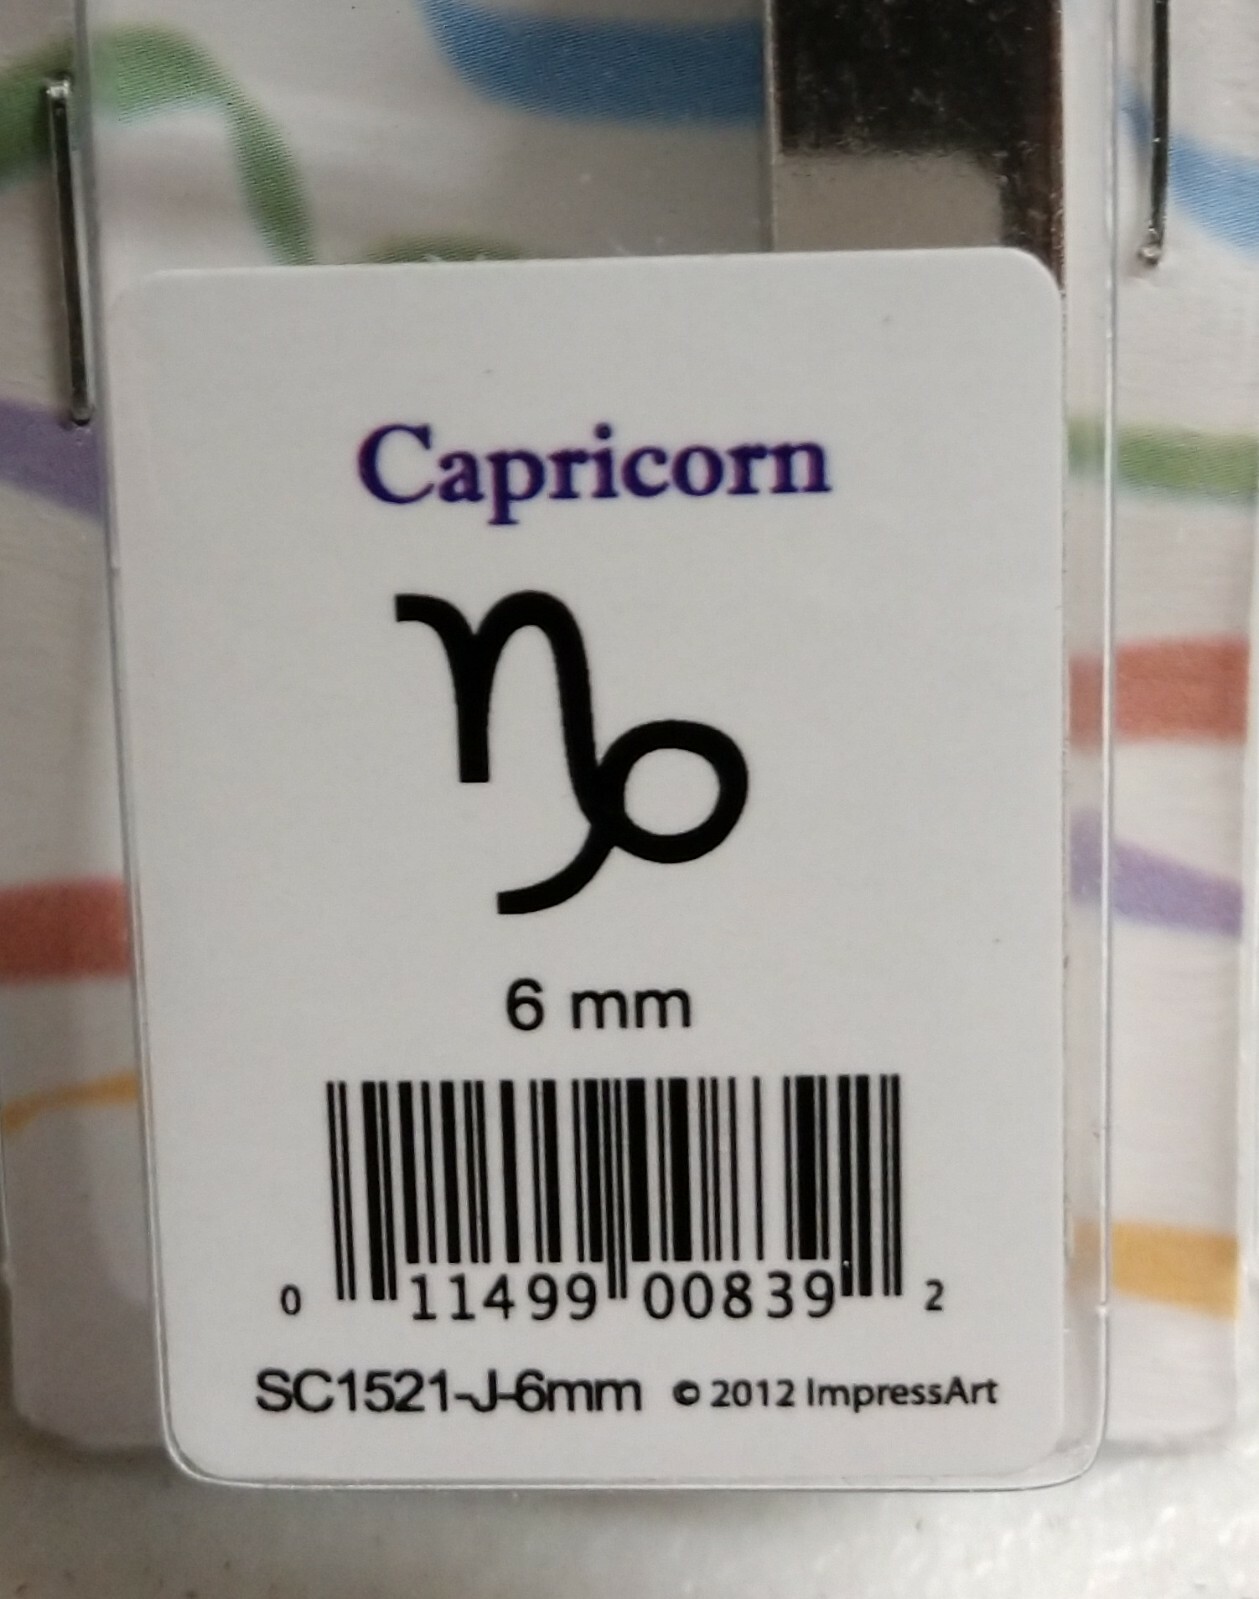 Capricorn
6 mm
0 11499 00839 2
SC1521-J-6mm © 2012 ImpressArt